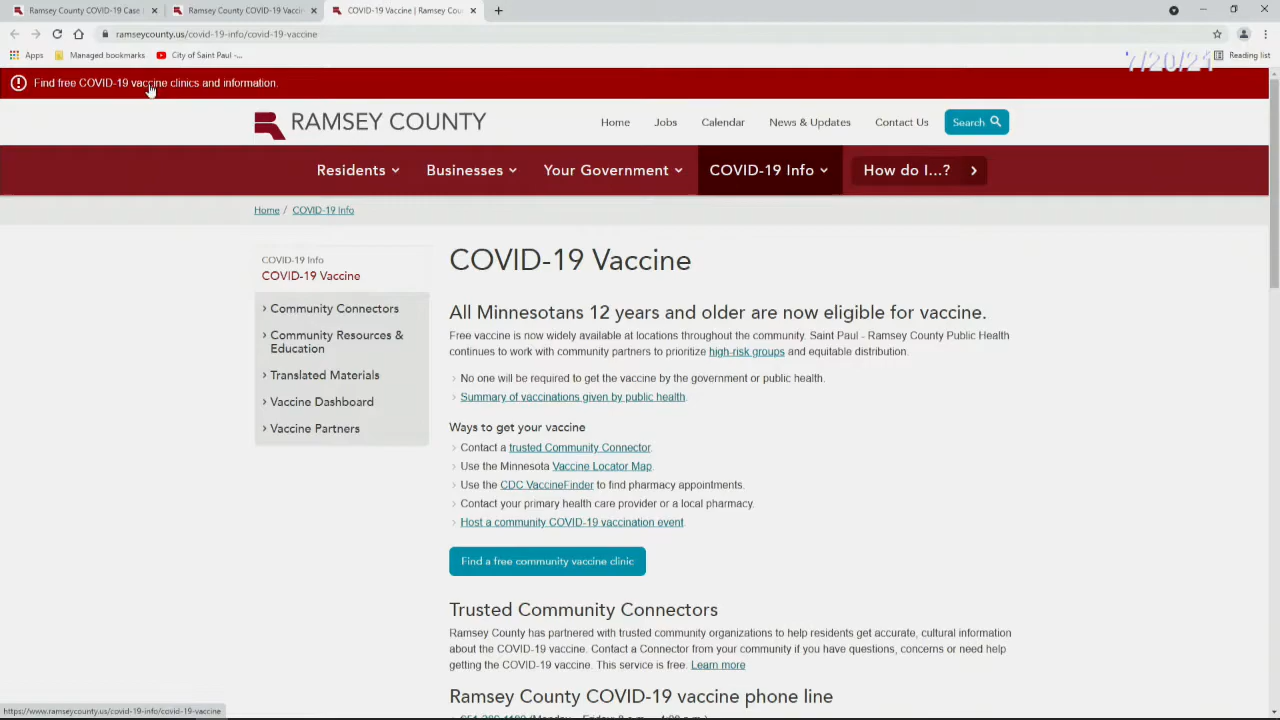 Ramsey County COVID-19 Case
Ramsey County COVID-19 Vaccin
COVID-19 Vaccine | Ramsey Cou
ramseycounty.us/covid-19-info/covid-19-vaccine
Apps
Managed bookmarks
City of Saint Paul -...
7/20/21
Reading list
Find free COVID-19 vaccine clinics and information.
RAMSEY COUNTY
Home
Jobs
Calendar
News & Updates
Contact Us
Search
Residents
Businesses
Your Government
COVID-19 Info
How do I...?
Home / COVID-19 Info
COVID-19 Info
COVID-19 Vaccine
Community Connectors
Community Resources &
Education
Translated Materials
Vaccine Dashboard
Vaccine Partners
COVID-19 Vaccine
All Minnesotans 12 years and older are now eligible for vaccine.
Free vaccine is now widely available at locations throughout the community. Saint Paul - Ramsey County Public Health
continues to work with community partners to prioritize high-risk groups and equitable distribution.
No one will be required to get the vaccine by the government or public health.
Summary of vaccinations given by public health.
Ways to get your vaccine
Contact a trusted Community Connector.
Use the Minnesota Vaccine Locator Map.
Use the CDC VaccineFinder to find pharmacy appointments.
Contact your primary health care provider or a local pharmacy.
Host a community COVID-19 vaccination event.
Find a free community vaccine clinic
Trusted Community Connectors
Ramsey County has partnered with trusted community organizations to help residents get accurate, cultural information
about the COVID-19 vaccine. Contact a Connector from your community if you have questions, concerns or need help
getting the COVID-19 vaccine. This service is free. Learn more
Ramsey County COVID-19 vaccine phone line
https://www.ramseycounty.us/covid-19-info/covid-19-vaccine